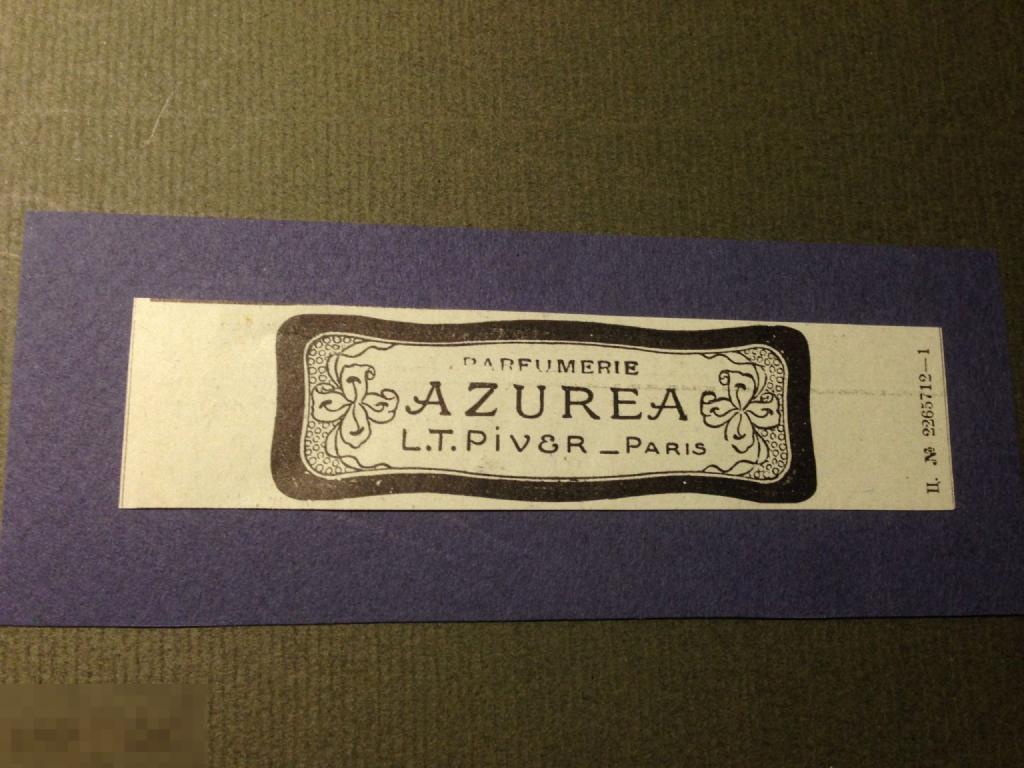 PARFUMERIE
AZUREA
L.T. PiVER _ PARIS
Ц. № 2265712—1